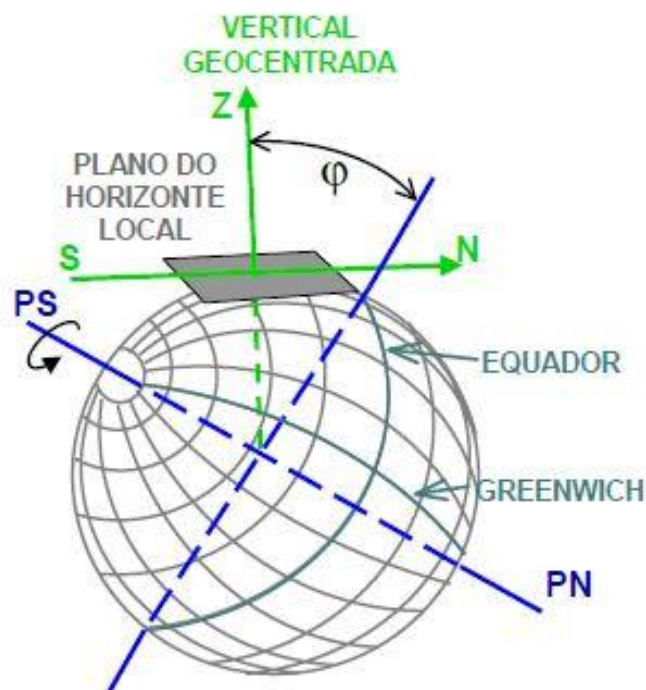 VERTICAL
GEOCENTRADA
Z
φ
PLANO DO
HORIZONTE
LOCAL
S
N
PS
EQUADOR
GREENWICH
PN